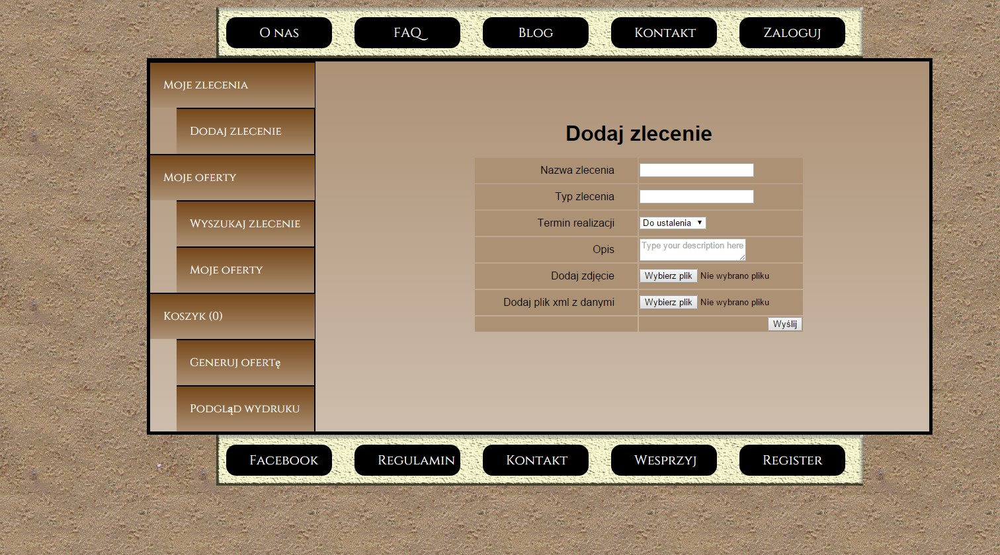 O nas
FAQ
Blog
Kontakt
Zaloguj
Moje zlecenia
Dodaj zlecenie
Moje oferty
Wyszukaj zlecenie
Moje oferty
Koszyk (0)
Generuj ofertę
Podgląd wydruku
Dodaj zlecenie
Nazwa zlecenia
Typ zlecenia
Termin realizacji Do ustalenia
Opis Type your description here
Dodaj zdjęcie Wybierz plik Nie wybrano pliku
Dodaj plik xml z danymi Wybierz plik Nie wybrano pliku
Wyślij
Facebook
Regulamin
Kontakt
Wesprzyj
Register